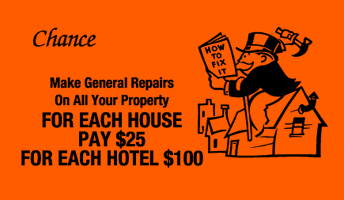 Chance
HOW TO
FIX
IT
Make General Repairs
On All Your Property
FOR EACH HOUSE
PAY $25
FOR EACH HOTEL $100